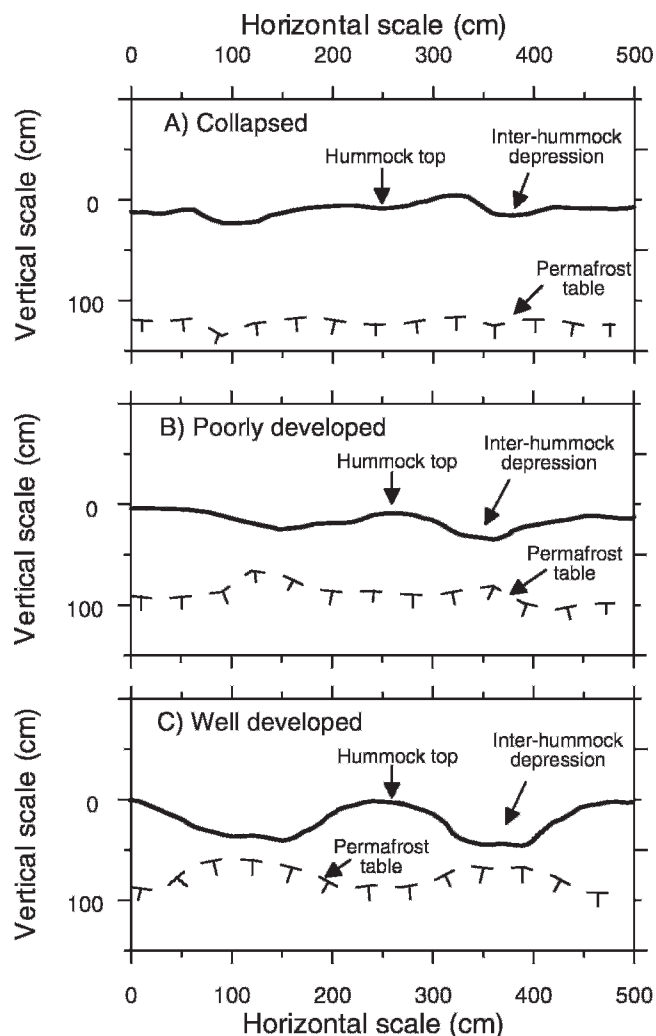 Horizontal scale (cm)
0 100 200 300 400 500
A) Collapsed
Hummock top
Inter-hummock
depression
Permafrost
table
Vertical scale (cm)
0
100
B) Poorly developed
Hummock top
Inter-hummock
depression
Permafrost
table
Vertical scale (cm)
0
100
C) Well developed
Hummock top
Inter-hummock
depression
Permafrost
table
Vertical scale (cm)
0
100
0 100 200 300 400 500
Horizontal scale (cm)